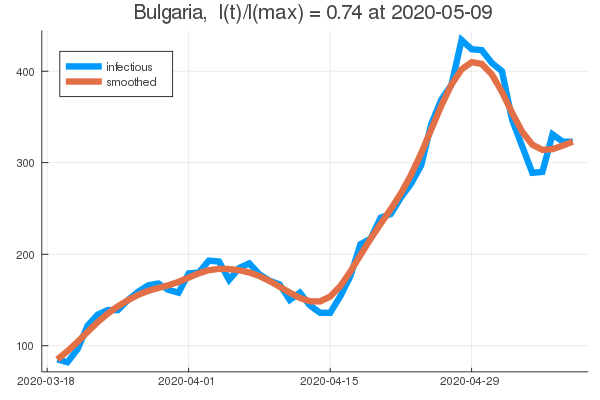 Bulgaria, I(t)/I(max) = 0.74 at 2020-05-09
infectious
smoothed
400
300
200
100
2020-03-18 2020-04-01 2020-04-15 2020-04-29